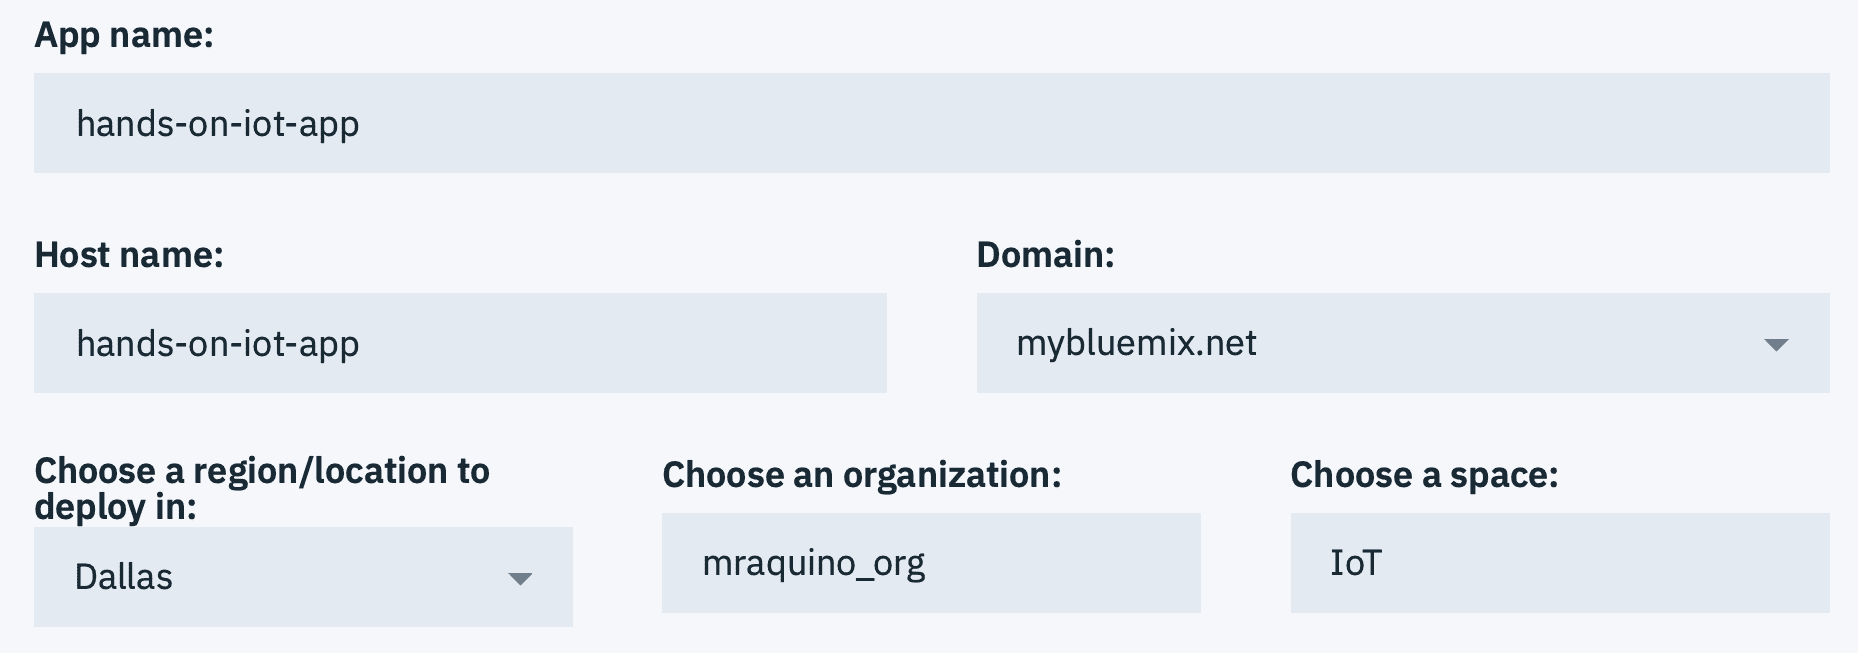 App name:
hands-on-iot-app
Host name:
Domain:
hands-on-iot-app
mybluemix.net
Choose a region/location to
deploy in:
Choose an organization:
Choose a space:
Dallas
mraquino_org
IoT